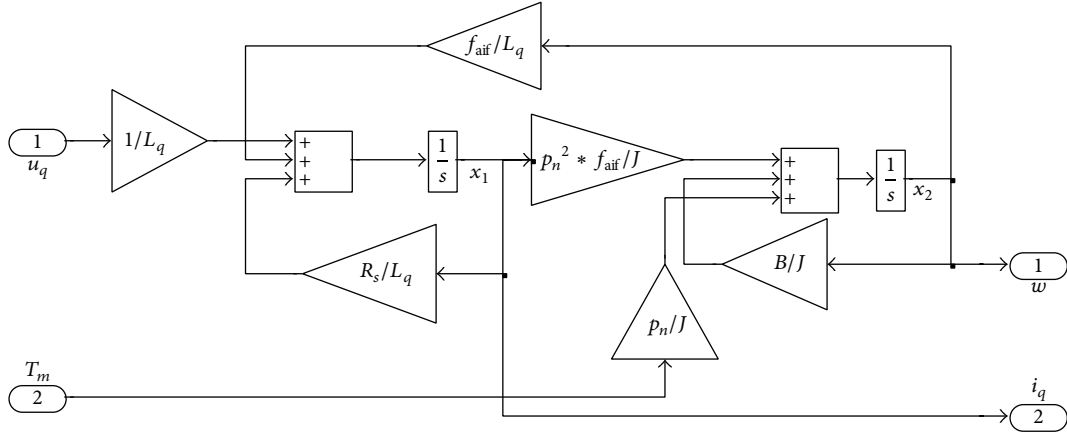 f_aif/L_q
1
u_q
1/L_q
+
+
+
1/s
x_1
p_n^2 * f_aif/J
+
+
+
1/s
x_2
R_s/L_q
B/J
1
w
p_n/J
T_m
2
i_q
2